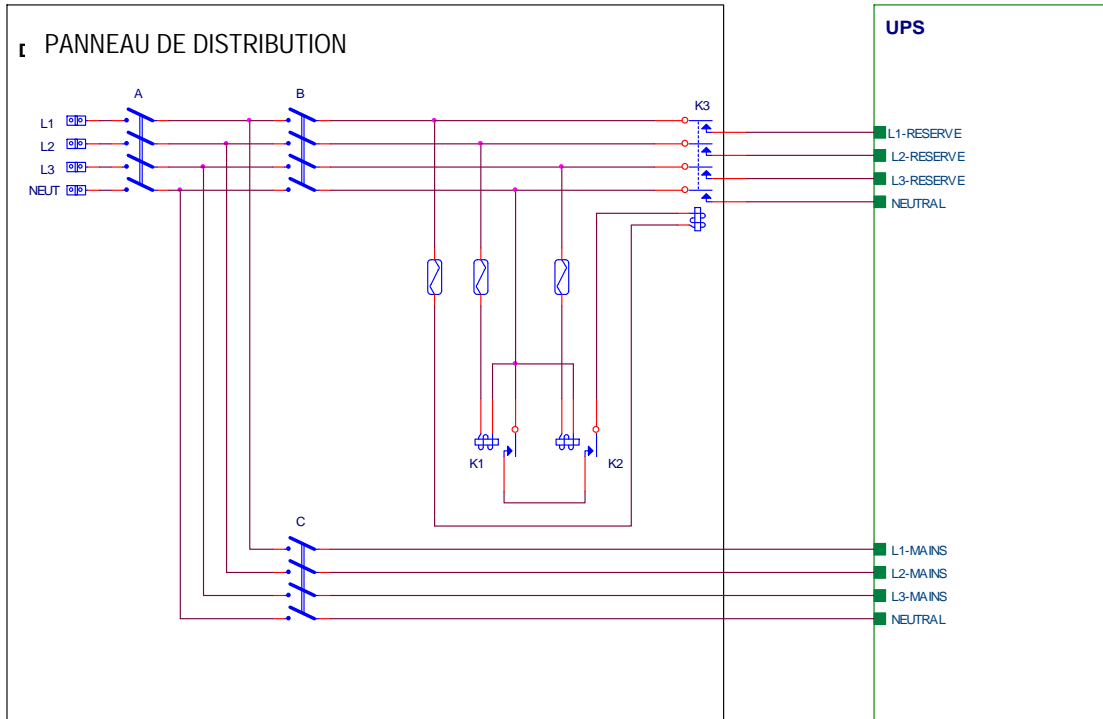 PANNEAU DE DISTRIBUTION
UPS
A
B
K3
L1
L2
L3
NEUT
L1-RESERVE
L2-RESERVE
L3-RESERVE
NEUTRAL
K1
K2
C
L1-MAINS
L2-MAINS
L3-MAINS
NEUTRAL